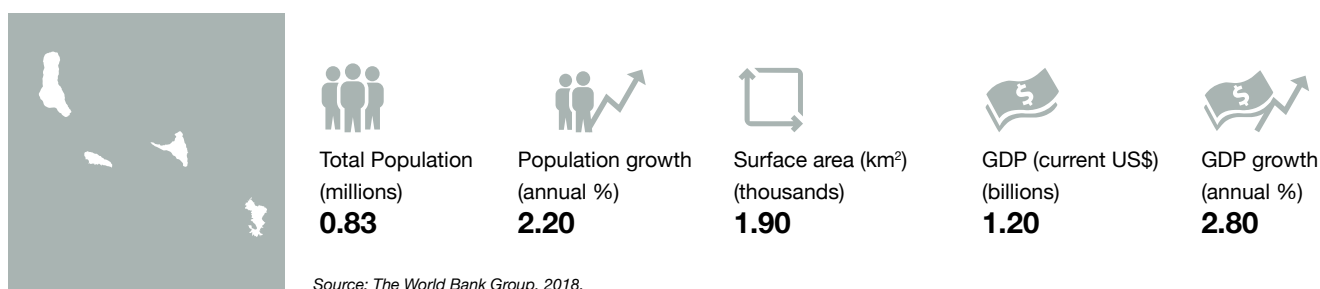 Total Population
(millions)
0.83
Population growth
(annual %)
2.20
Surface area (km²)
(thousands)
1.90
GDP (current US$)
(billions)
1.20
GDP growth
(annual %)
2.80
Source: The World Bank Group, 2018.